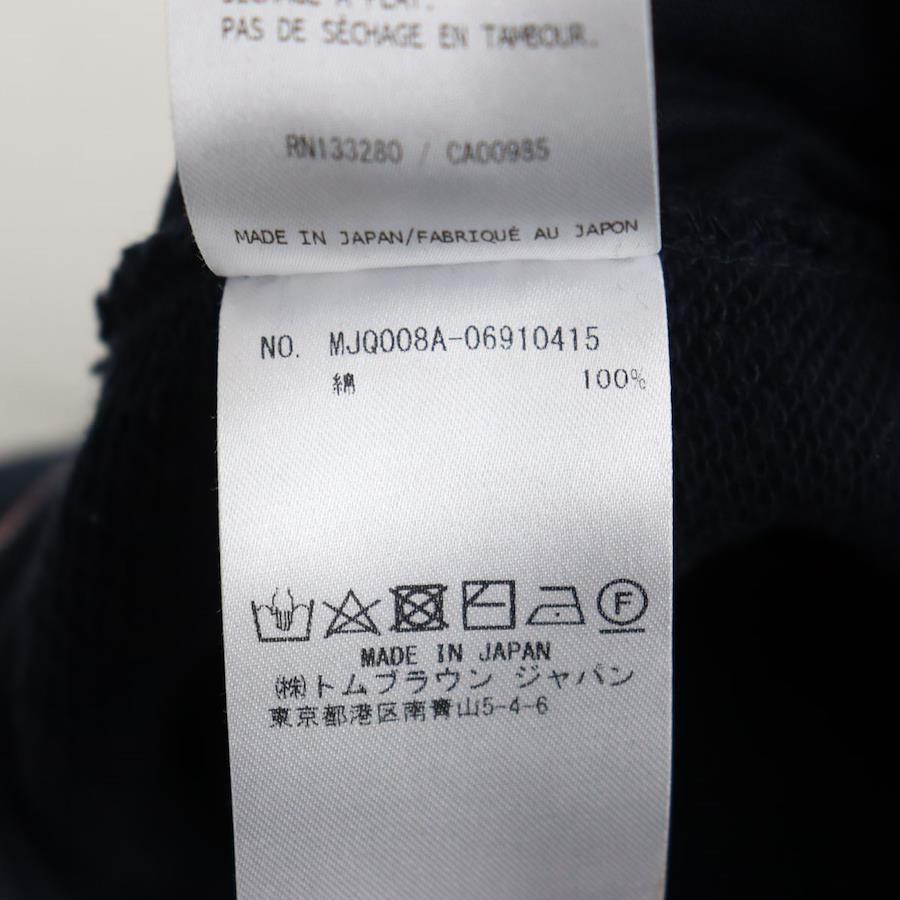 PAS DE SÉCHAGE EN TAMBOUR.
RN133280 / CA00985
MADE IN JAPAN/FABRIQUÉ AU JAPON
NO. MJQ008A-06910415
綿 100%
F
MADE IN JAPAN
㈱トムブラウン ジャパン
東京都港区南青山5-4-6